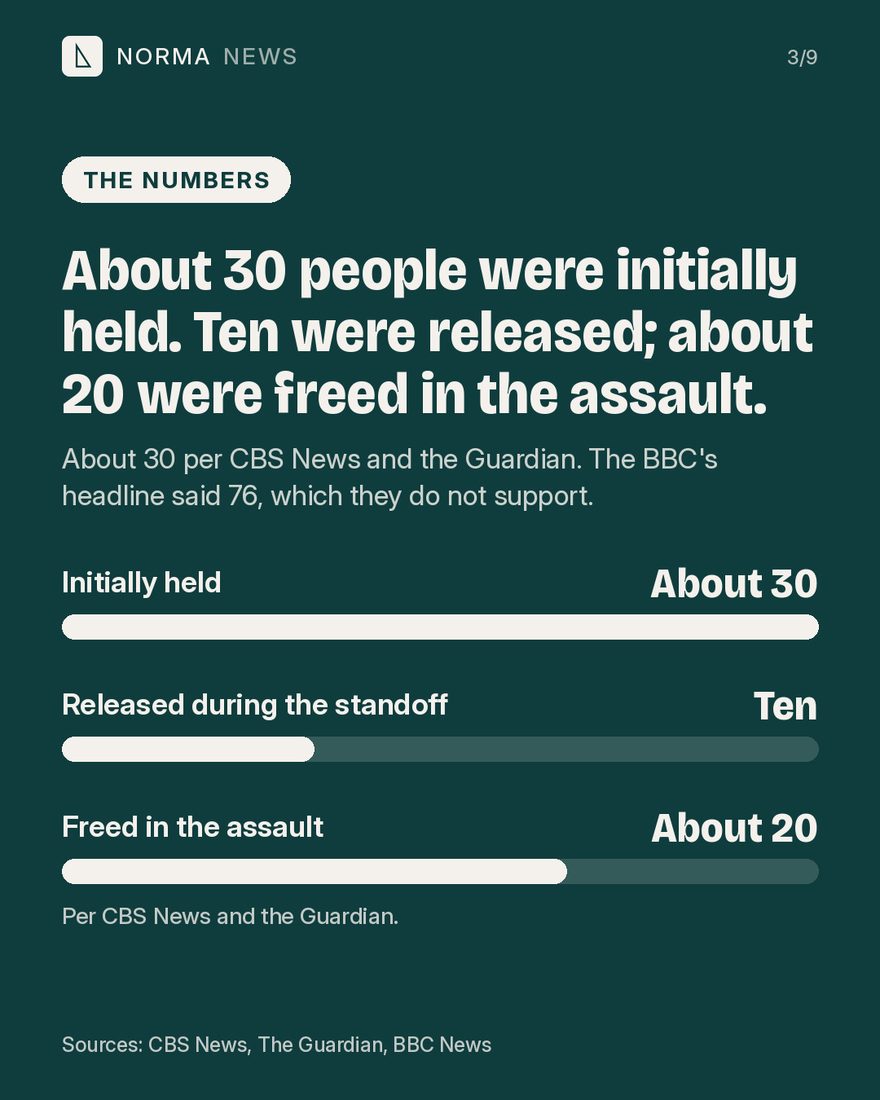 NORMA NEWS
3/9
THE NUMBERS
About 30 people were initially
held. Ten were released; about
20 were freed in the assault.
About 30 per CBS News and the Guardian. The BBC's
headline said 76, which they do not support.
Initially held
About 30
Released during the standoff
Ten
Freed in the assault
About 20
Per CBS News and the Guardian.
Sources: CBS News, The Guardian, BBC News